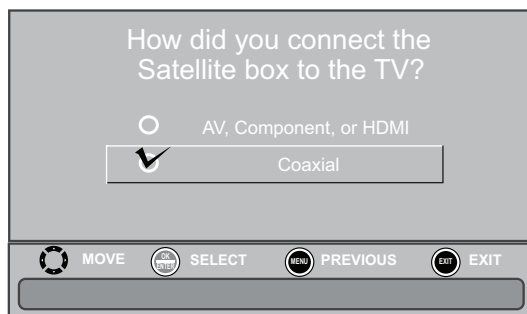 How did you connect the
Satellite box to the TV?
AV, Component, or HDMI
Coaxial
MOVE OK ENTER SELECT MENU PREVIOUS EXIT EXIT